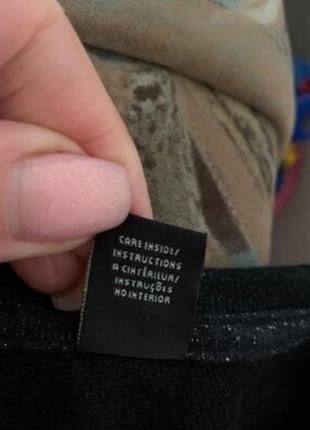 CARE INSIDE/
INSTRUCTIONS
A C'INTÉRIEUR/
INSTRUÇÕES
NO INTERIOR